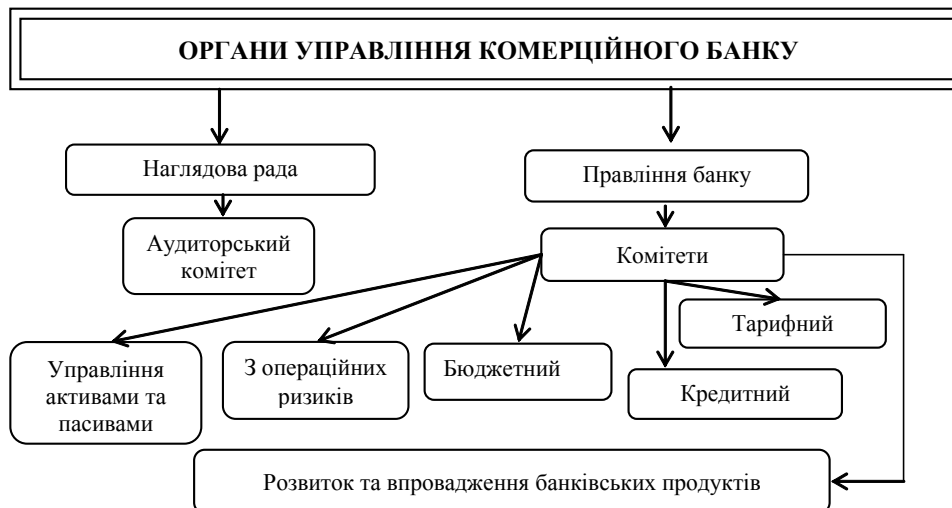 ОРГАНИ УПРАВЛІННЯ КОМЕРЦІЙНОГО БАНКУ
Наглядова рада
Правління банку
Аудиторський
комітет
Комітети
Управління
активами та
пасивами
З операційних
ризиків
Бюджетний
Тарифний
Кредитний
Розвиток та впровадження банківських продуктів